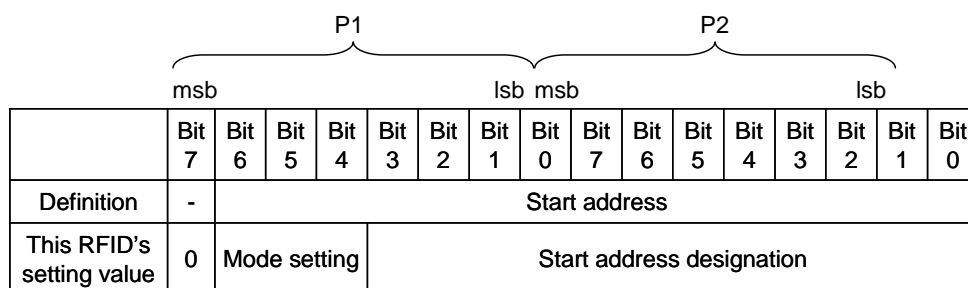 P1 P2
msb lsb msb lsb
Bit 7 Bit 6 Bit 5 Bit 4 Bit 3 Bit 2 Bit 1 Bit 0 Bit 7 Bit 6 Bit 5 Bit 4 Bit 3 Bit 2 Bit 1 Bit 0
Definition - Start address
This RFID's setting value 0 Mode setting Start address designation